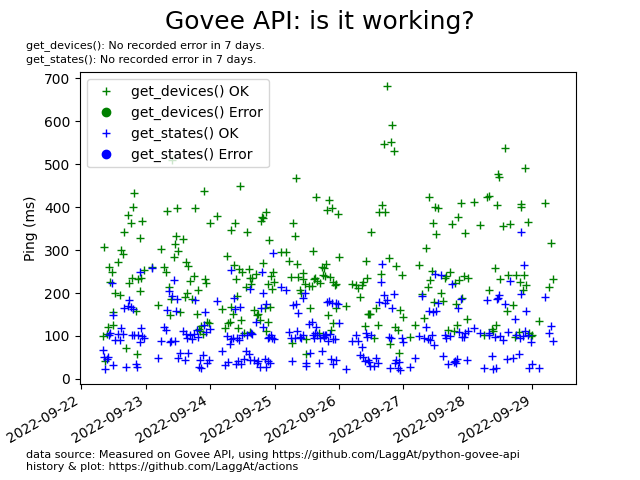 Govee API: is it working?
get_devices(): No recorded error in 7 days.
get_states(): No recorded error in 7 days.
get_devices() OK
get_devices() Error
get_states() OK
get_states() Error
Ping (ms)
700
600
500
400
300
200
100
0
2022-09-22
2022-09-23
2022-09-24
2022-09-25
2022-09-26
2022-09-27
2022-09-28
2022-09-29
data source: Measured on Govee API, using https://github.com/LaggAt/python-govee-api
history & plot: https://github.com/LaggAt/actions